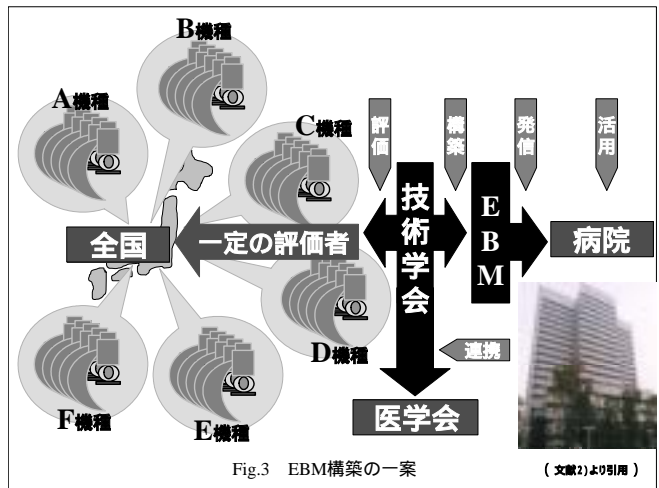 B機種
A機種
C機種
評価
構築
発信
活用
全国
一定の評価者
技術学会
EBM
病院
D機種
連携
F機種
E機種
医学会
Fig.3 EBM構築の一案
( 文献2)より引用 )